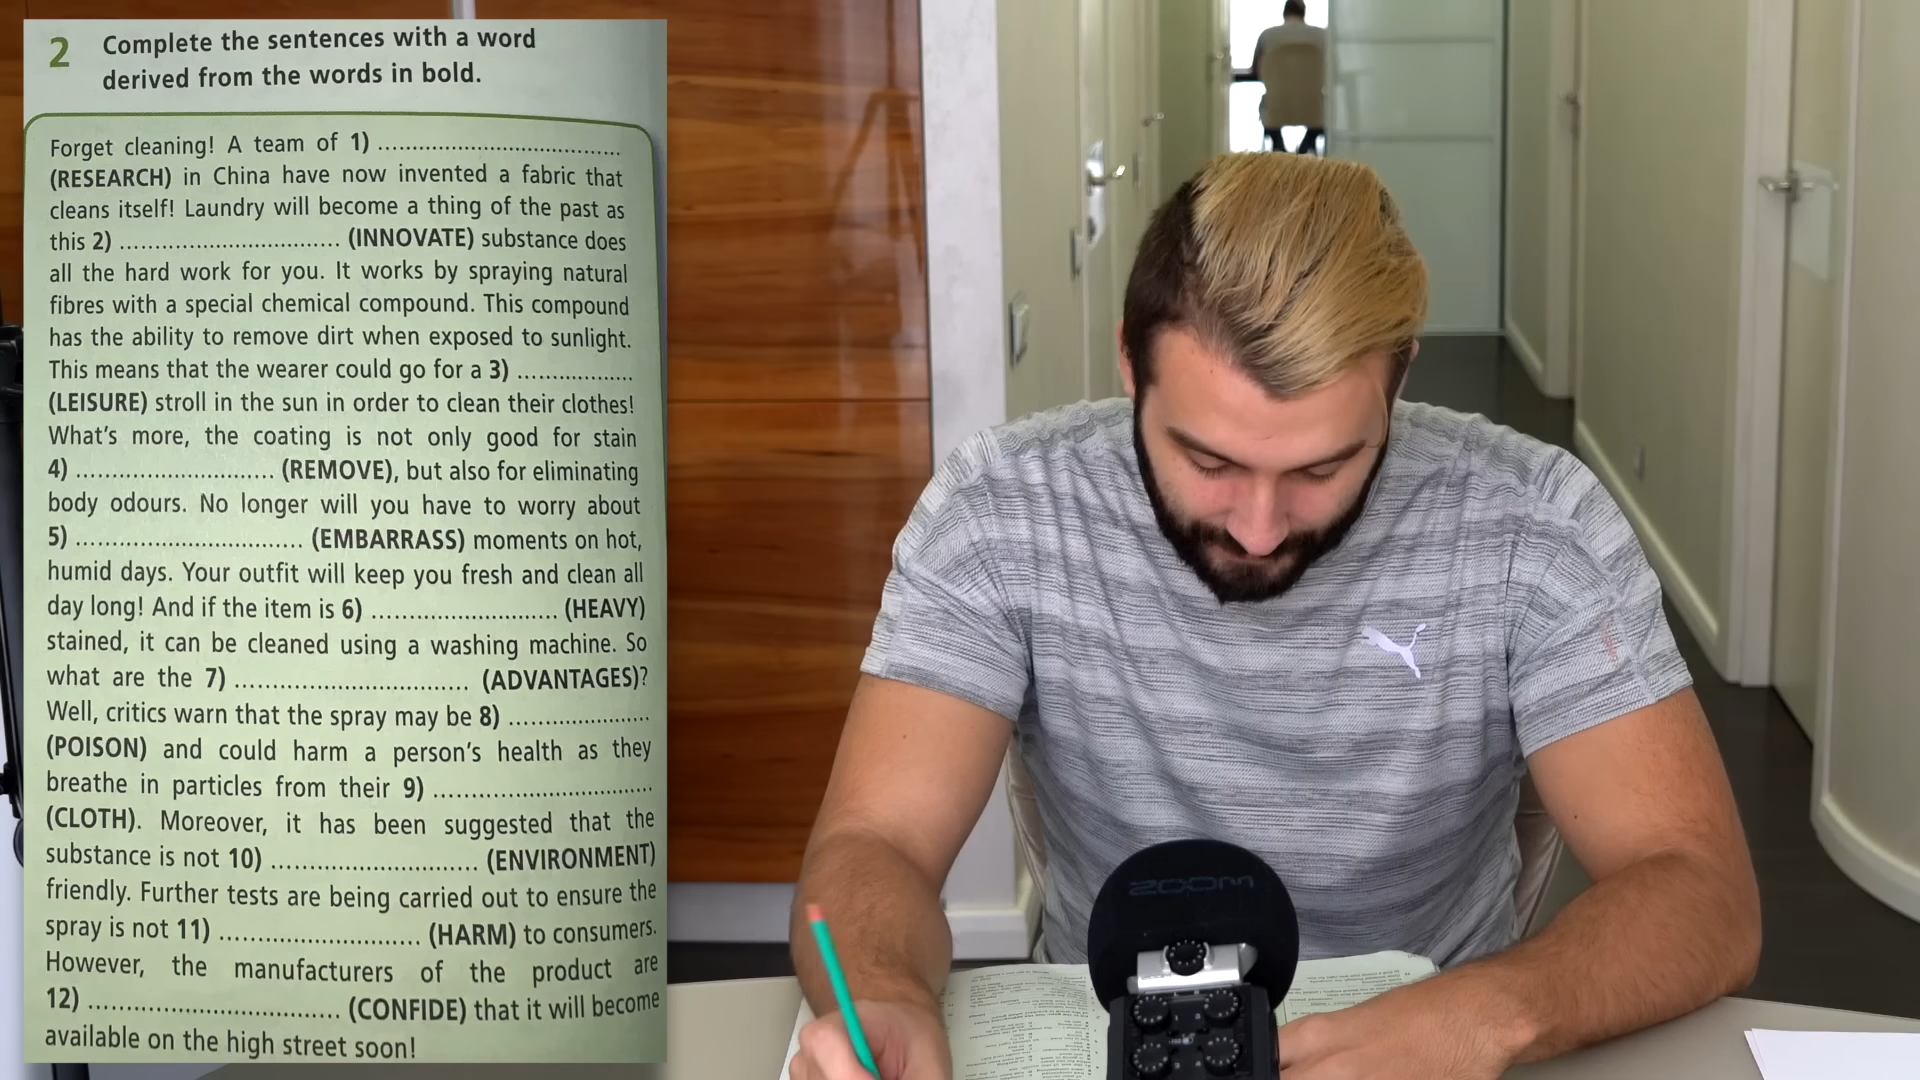 2 Complete the sentences with a word
derived from the words in bold.
Forget cleaning! A team of 1) ....................................
(RESEARCH) in China have now invented a fabric that
cleans itself! Laundry will become a thing of the past as
this 2) ................................. (INNOVATE) substance does
all the hard work for you. It works by spraying natural
fibres with a special chemical compound. This compound
has the ability to remove dirt when exposed to sunlight.
This means that the wearer could go for a 3) .................
(LEISURE) stroll in the sun in order to clean their clothes!
What's more, the coating is not only good for stain
4) ............................. (REMOVE), but also for eliminating
body odours. No longer will you have to worry about
5) ................................. (EMBARRASS) moments on hot,
humid days. Your outfit will keep you fresh and clean all
day long! And if the item is 6) ........................... (HEAVY)
stained, it can be cleaned using a washing machine. So
what are the 7) .................................. (ADVANTAGES)?
Well, critics warn that the spray may be 8) .....................
(POISON) and could harm a person's health as they
breathe in particles from their 9) ................................
(CLOTH). Moreover, it has been suggested that the
substance is not 10) .............................. (ENVIRONMENT)
friendly. Further tests are being carried out to ensure the
spray is not 11) ............................. (HARM) to consumers.
However, the manufacturers of the product are
12) ..................................... (CONFIDE) that it will become
available on the high street soon!
zoom